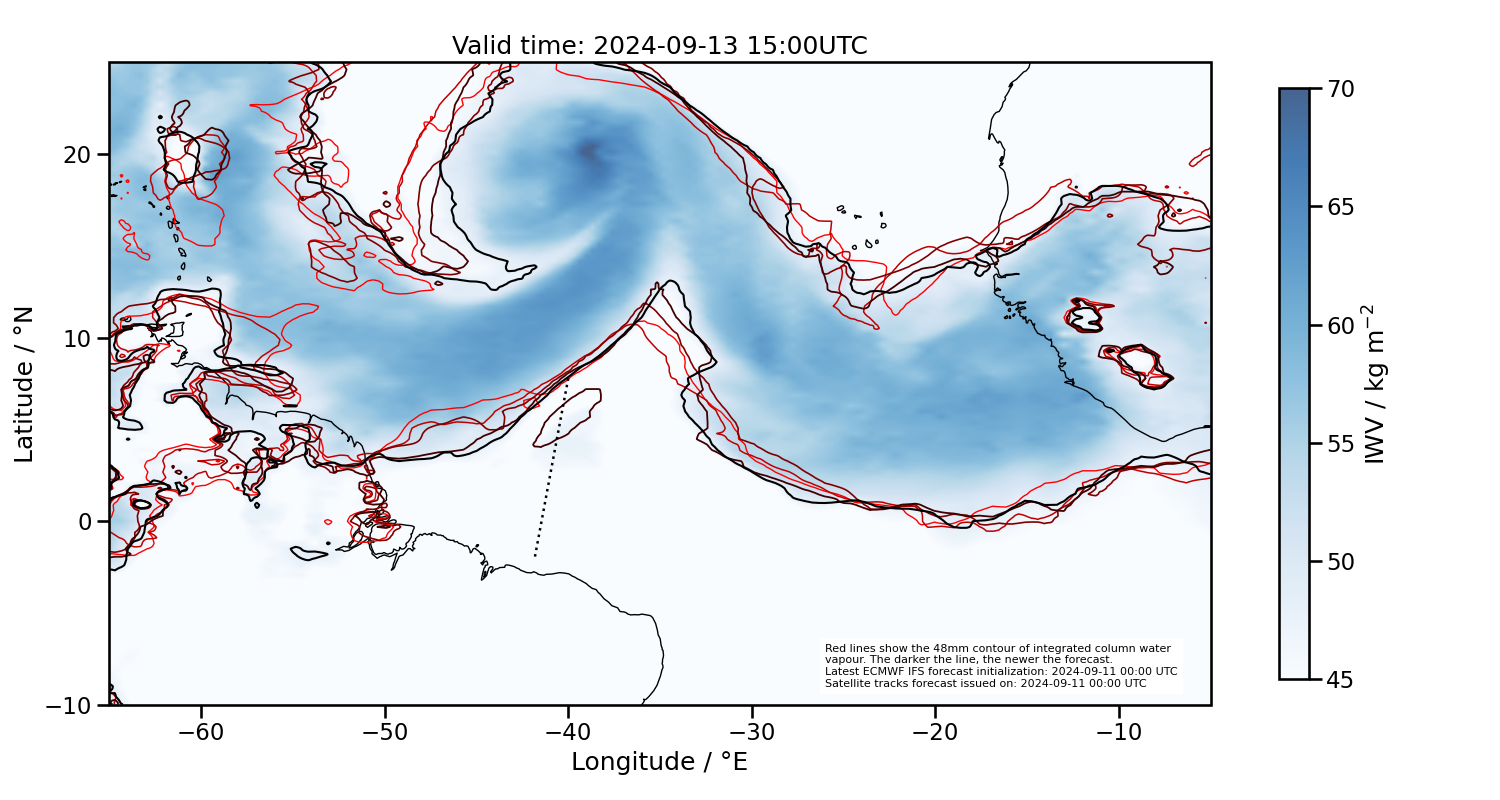 Valid time: 2024-09-13 15:00UTC
70
65
60
55
50
45
IWV / kg m⁻²
20
10
0
−10
Latitude / °N
−60
−50
−40
−30
−20
−10
Longitude / °E
Red lines show the 48mm contour of integrated column water
vapour. The darker the line, the newer the forecast.
Latest ECMWF IFS forecast initialization: 2024-09-11 00:00 UTC
Satellite tracks forecast issued on: 2024-09-11 00:00 UTC